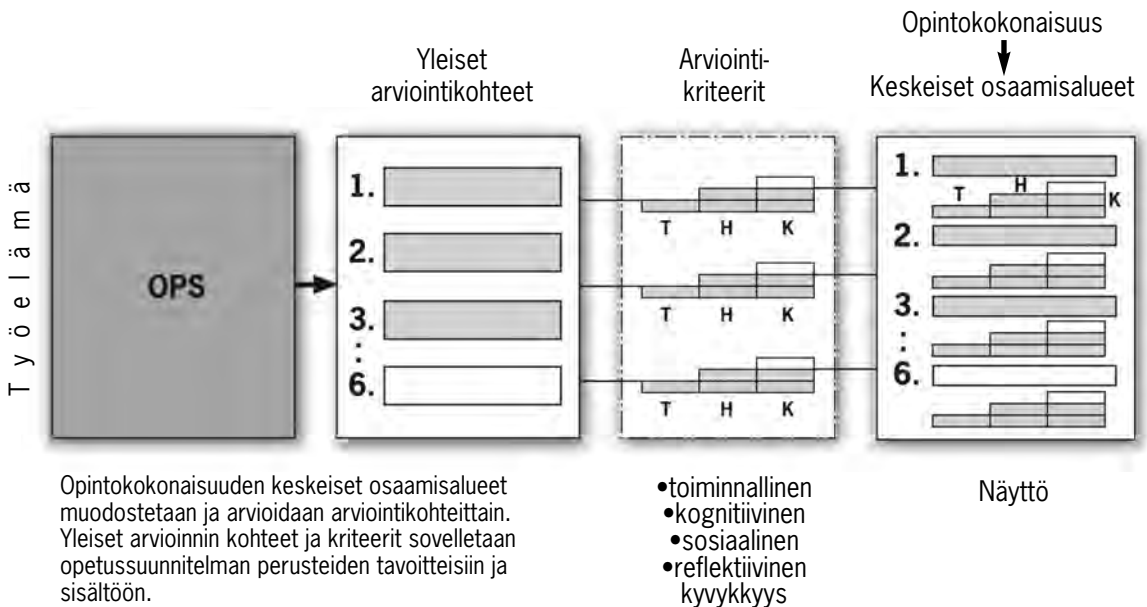 Opintokokonaisuus
Yleiset
arviointikohteet
Arviointi-
kriteerit
Keskeiset osaamisalueet
Työelämä
OPS
1.
2.
3.
:
6.
T H K
T H K
T H K
1.
T H K
2.
3.
:
6.
Opintokokonaisuuden keskeiset osaamisalueet
muodostetaan ja arvioidaan arviointikohteittain.
Yleiset arvioinnin kohteet ja kriteerit sovelletaan
opetussuunnitelman perusteiden tavoitteisiin ja
sisältöön.
•toiminnallinen
•kognitiivinen
•sosiaalinen
•reflektiivinen
kyvykkyys
Näyttö